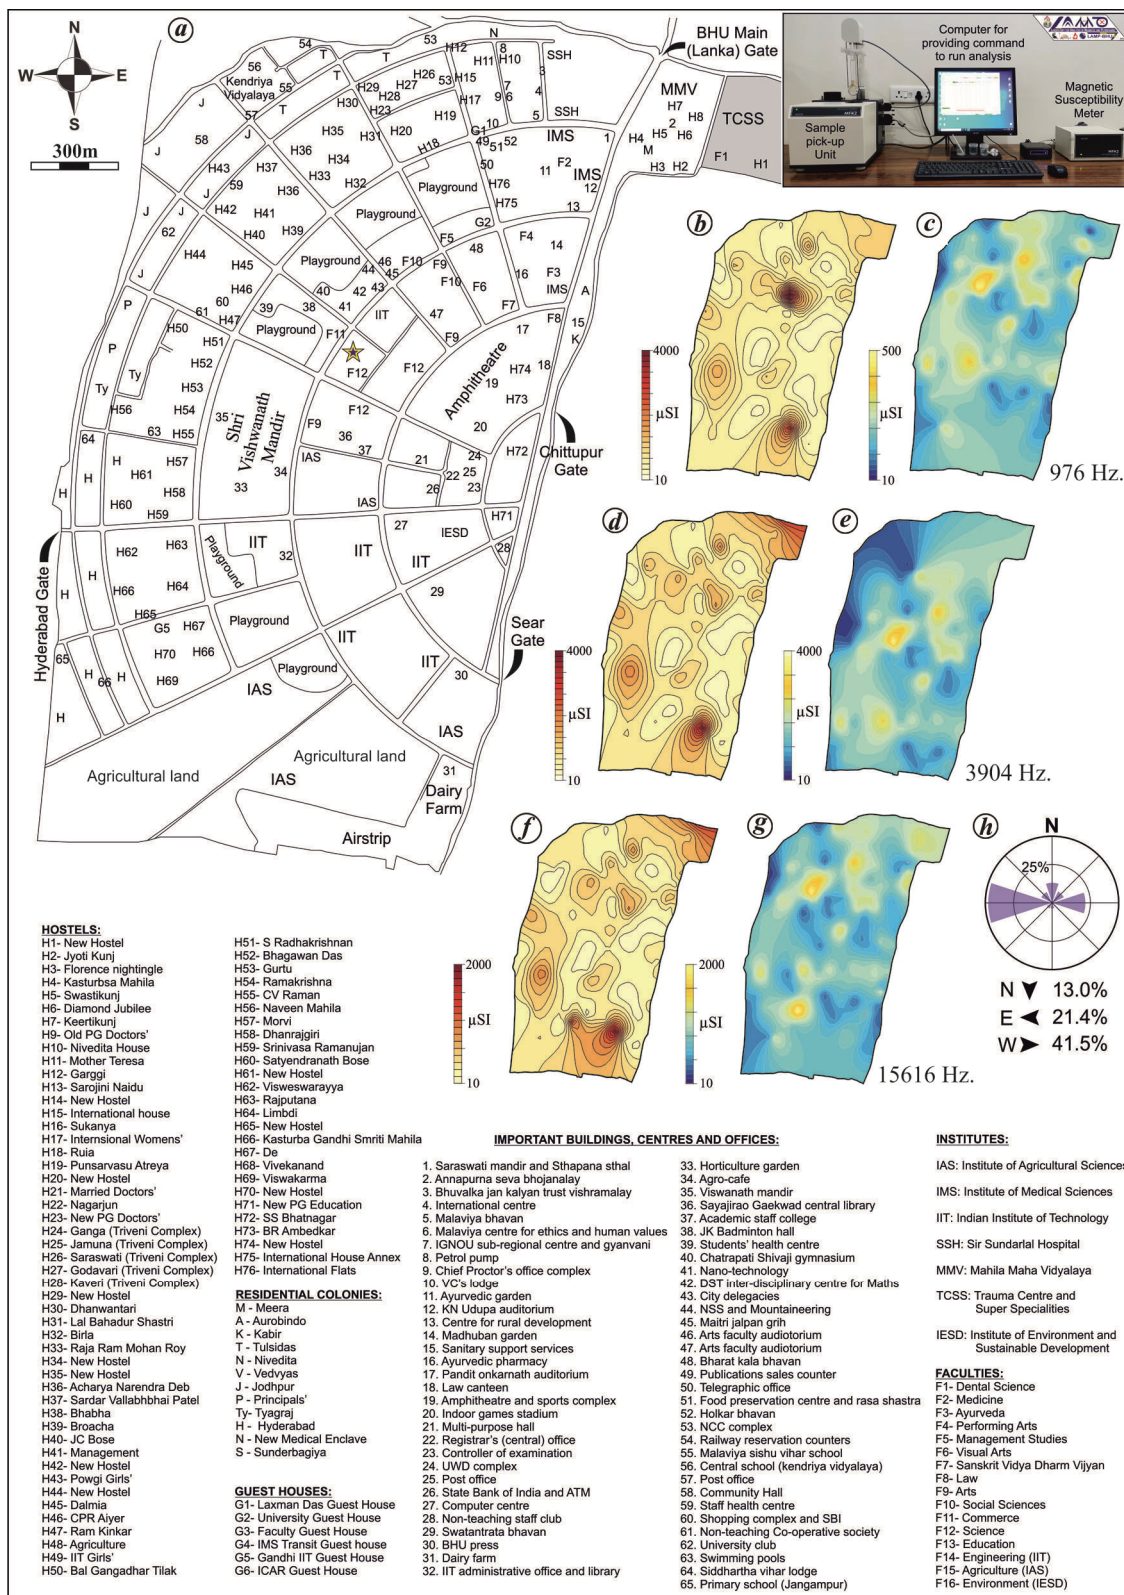 a
N
W
E
S
300m
BHU Main
(Lanka) Gate
Computer for
providing command
to run analysis
Magnetic
Susceptibility
Meter
Sample
pick-up
Unit
Kendriya
Vidyalaya
MMV
TCSS
SSH
SSH
IMS
IMS
IMS
Playground
Playground
Playground
Playground
IIT
Amphitheatre
Shri
Vishwanath
Mandir
Chittupur
Gate
IAS
IAS
IESD
IIT
IIT
IIT
Playground
Playground
Playground
Hyderabad Gate
Sear
Gate
IIT
IIT
IAS
IAS
IAS
Agricultural land
Agricultural land
Dairy
Farm
Airstrip
b
4000
µSI
10
c
500
µSI
10
976 Hz.
d
4000
µSI
10
e
4000
µSI
10
3904 Hz.
f
2000
µSI
10
g
2000
µSI
10
15616 Hz.
h
N
25%
N 13.0%
E 21.4%
W 41.5%
HOSTELS:
H1- New Hostel
H2- Jyoti Kunj
H3- Florence nightingle
H4- Kasturbsa Mahila
H5- Swastikunj
H6- Diamond Jubilee
H7- Keertikunj
H9- Old PG Doctors'
H10- Nivedita House
H11- Mother Teresa
H12- Garggi
H13- Sarojini Naidu
H14- New Hostel
H15- International house
H16- Sukanya
H17- Internsional Womens'
H18- Ruia
H19- Punsarvasu Atreya
H20- New Hostel
H21- Married Doctors'
H22- Nagarjun
H23- New PG Doctors'
H24- Ganga (Triveni Complex)
H25- Jamuna (Triveni Complex)
H26- Saraswati (Triveni Complex)
H27- Godavari (Triveni Complex)
H28- Kaveri (Triveni Complex)
H29- New Hostel
H30- Dhanwantari
H31- Lal Bahadur Shastri
H32- Birla
H33- Raja Ram Mohan Roy
H34- New Hostel
H35- New Hostel
H36- Acharya Narendra Deb
H37- Sardar Vallabhbhai Patel
H38- Bhabha
H39- Broacha
H40- JC Bose
H41- Management
H42- New Hostel
H43- Powgi Girls'
H44- New Hostel
H45- Dalmia
H46- CPR Aiyer
H47- Ram Kinkar
H48- Agriculture
H49- IIT Girls'
H50- Bal Gangadhar Tilak
H51- S Radhakrishnan
H52- Bhagawan Das
H53- Gurtu
H54- Ramakrishna
H55- CV Raman
H56- Naveen Mahila
H57- Morvi
H58- Dhanrajgiri
H59- Srinivasa Ramanujan
H60- Satyendranath Bose
H61- New Hostel
H62- Visweswarayya
H63- Rajputana
H64- Limbdi
H65- New Hostel
H66- Kasturba Gandhi Smriti Mahila
H67- De
H68- Vivekanand
H69- Viswakarma
H70- New Hostel
H71- New PG Education
H72- SS Bhatnagar
H73- BR Ambedkar
H74- New Hostel
H75- International House Annex
H76- International Flats
RESIDENTIAL COLONIES:
M - Meera
A - Aurobindo
K - Kabir
T - Tulsidas
N - Nivedita
V - Vedvyas
J - Jodhpur
P - Principals'
Ty- Tyagraj
H - Hyderabad
N - New Medical Enclave
S - Sunderbagiya
GUEST HOUSES:
G1- Laxman Das Guest House
G2- University Guest House
G3- Faculty Guest House
G4- IMS Transit Guest house
G5- Gandhi IIT Guest House
G6- ICAR Guest House
IMPORTANT BUILDINGS, CENTRES AND OFFICES:
1. Saraswati mandir and Sthapana sthal
2. Annapurna seva bhojanalay
3. Bhuvalka jan kalyan trust vishramalay
4. International centre
5. Malaviya bhavan
6. Malaviya centre for ethics and human values
7. IGNOU sub-regional centre and gyanvani
8. Petrol pump
9. Chief Proctor's office complex
10. VC's lodge
11. Ayurvedic garden
12. KN Udupa auditorium
13. Centre for rural development
14. Madhuban garden
15. Sanitary support services
16. Ayurvedic pharmacy
17. Pandit onkarnath auditorium
18. Law canteen
19. Amphitheatre and sports complex
20. Indoor games stadium
21. Multi-purpose hall
22. Registrar's (central) office
23. Controller of examination
24. UWD complex
25. Post office
26. State Bank of India and ATM
27. Computer centre
28. Non-teaching staff club
29. Swatantrata bhavan
30. BHU press
31. Dairy farm
32. IIT administrative office and library
33. Horticulture garden
34. Agro-cafe
35. Viswanath mandir
36. Sayajirao Gaekwad central library
37. Academic staff college
38. JK Badminton hall
39. Students' health centre
40. Chatrapati Shivaji gymnasium
41. Nano-technology
42. DST inter-disciplinary centre for Maths
43. City delegacies
44. NSS and Mountaineering
45. Maitri jalpan grih
46. Arts faculty audiotorium
47. Arts faculty audiotorium
48. Bharat kala bhavan
49. Publications sales counter
50. Telegraphic office
51. Food preservation centre and rasa shastra
52. Holkar bhavan
53. NCC complex
54. Railway reservation counters
55. Malaviya sishu vihar school
56. Central school (kendriya vidyalaya)
57. Post office
58. Community Hall
59. Staff health centre
60. Shopping complex and SBI
61. Non-teaching Co-operative society
62. University club
63. Swimming pools
64. Siddhartha vihar lodge
65. Primary school (Jangampur)
INSTITUTES:
IAS: Institute of Agricultural Sciences
IMS: Institute of Medical Sciences
IIT: Indian Institute of Technology
SSH: Sir Sundarlal Hospital
MMV: Mahila Maha Vidyalaya
TCSS: Trauma Centre and
Super Specialities
IESD: Institute of Environment and
Sustainable Development
FACULTIES:
F1- Dental Science
F2- Medicine
F3- Ayurveda
F4- Performing Arts
F5- Management Studies
F6- Visual Arts
F7- Sanskrit Vidya Dharm Vijyan
F8- Law
F9- Arts
F10- Social Sciences
F11- Commerce
F12- Science
F13- Education
F14- Engineering (IIT)
F15- Agriculture (IAS)
F16- Environment (IESD)